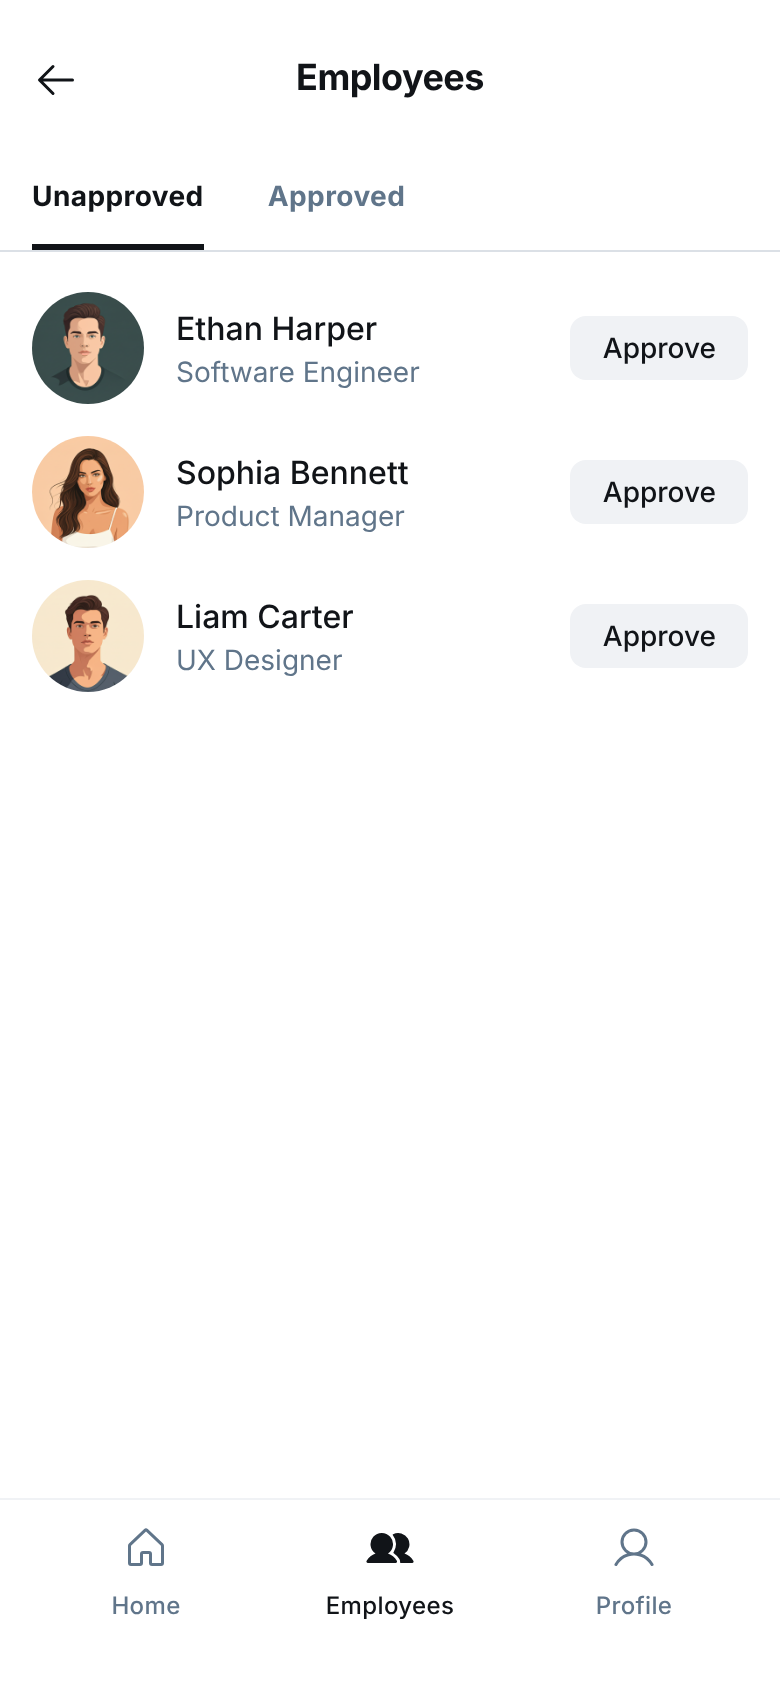 Employees
Unapproved Approved
Ethan Harper
Software Engineer
Approve
Sophia Bennett
Product Manager
Approve
Liam Carter
UX Designer
Approve
Home Employees Profile